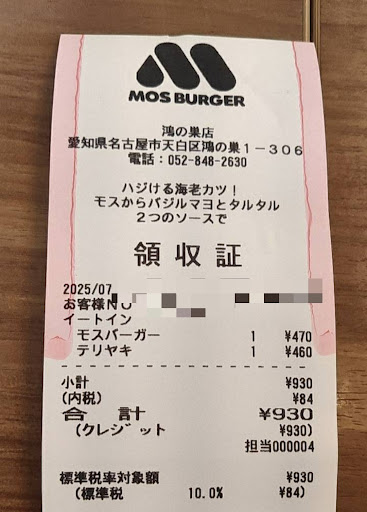 MOS BURGER
鴻の巣店
愛知県名古屋市天白区鴻の巣1-306
電話:052-848-2630
ハジける海老カツ!
モスからバジルマヨとタルタル
2つのソースで
領収証
2025/07
お客様No
イートイン
モスバーガー 1 ¥470
テリヤキ 1 ¥460
小計 ¥930
(内税) ¥84
合計 ¥930
(クレジット ¥930)
担当000004
標準税率対象額 ¥930
(標準税 10.0% ¥84)